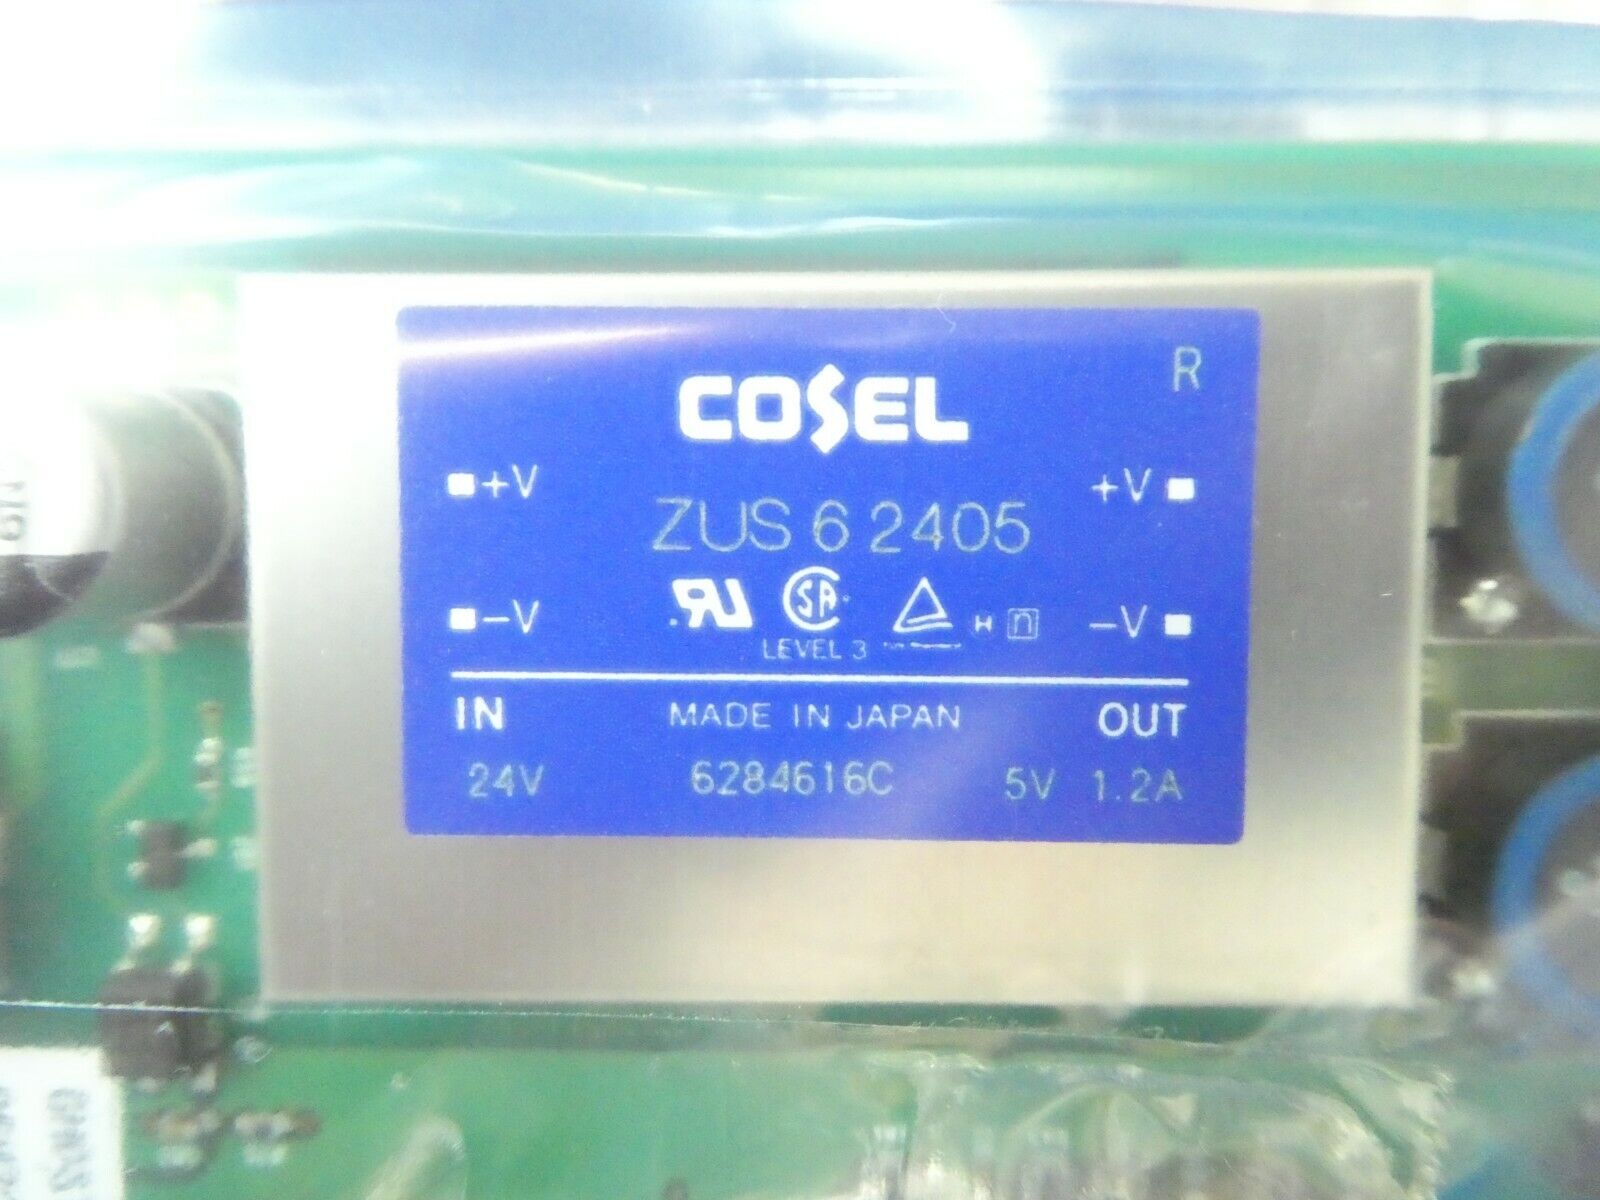 COSEL
R
+V +V
ZUS 6 2405
-V -V
LEVEL 3
IN MADE IN JAPAN OUT
24V 6284616C 5V 1.2A